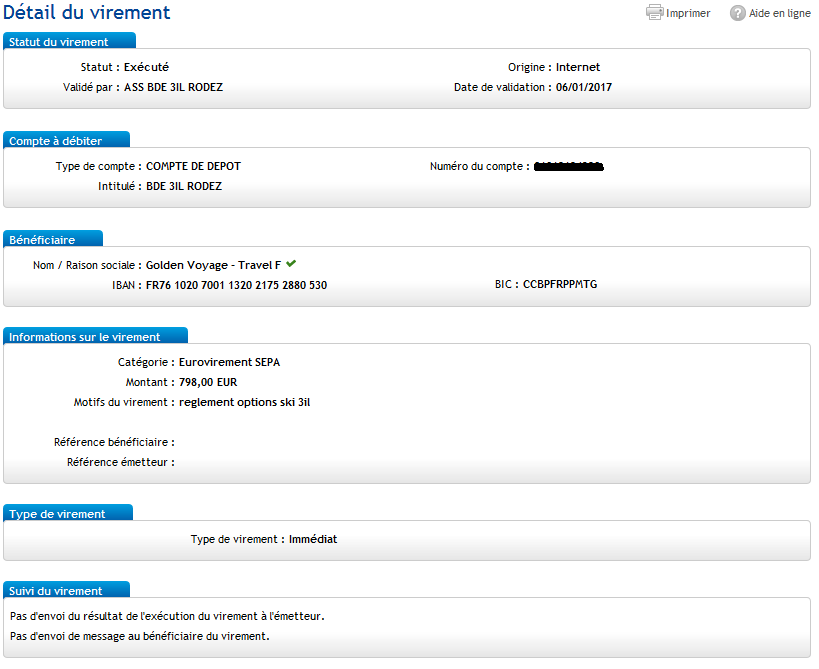 Détail du virement
Imprimer
Aide en ligne
Statut du virement
Statut : Exécuté
Origine : Internet
Validé par : ASS BDE 3IL RODEZ
Date de validation : 06/01/2017
Compte à débiter
Type de compte : COMPTE DE DEPOT
Numéro du compte :
Intitulé : BDE 3IL RODEZ
Bénéficiaire
Nom / Raison sociale : Golden Voyage - Travel F
IBAN : FR76 1020 7001 1320 2175 2880 530
BIC : CCBPFRPPMTG
Informations sur le virement
Catégorie : Eurovirement SEPA
Montant : 798,00 EUR
Motifs du virement : reglement options ski 3il
Référence bénéficiaire :
Référence émetteur :
Type de virement
Type de virement : Immédiat
Suivi du virement
Pas d'envoi du résultat de l'exécution du virement à l'émetteur.
Pas d'envoi de message au bénéficiaire du virement.